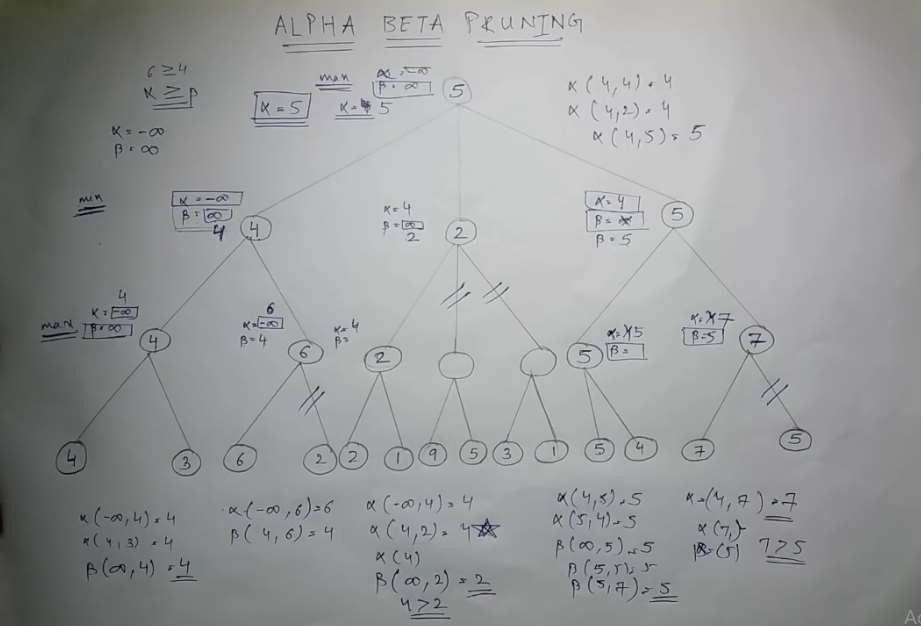 ALPHA BETA PRUNING
6 ≥ 4
α ≥ β
α = -∞
β = ∞
max
α = -∞
β = ∞
5
α = 5
α = 5
α (4,4) = 4
α (4,2) = 4
α (4,5) = 5
min
α = -∞
β = ∞
4
4
α = 4
β = ∞
2
2
α = 4
β =
β = 5
5
max
4
α = -∞
β = ∞
4
6
α = -∞
β = 4
6
α = 4
β =
2
α = 5
β =
5
α = 7
β = 5
7
4 3 6 2 2 1 9 5 3 1 5 4 7 5
α (-∞,4) = 4
α (4,3) = 4
β (∞,4) = 4
α (-∞,6) = 6
β (4,6) = 4
α (-∞,4) = 4
α (4,2) = 4
α (4)
β (∞,2) = 2
4 > 2
α (4,5) = 5
α (5,4) = 5
β (∞,5) = 5
β (5,5) = 5
β (5,7) = 5
α = (4,7) = 7
α (7,)
β = (5)
7 > 5